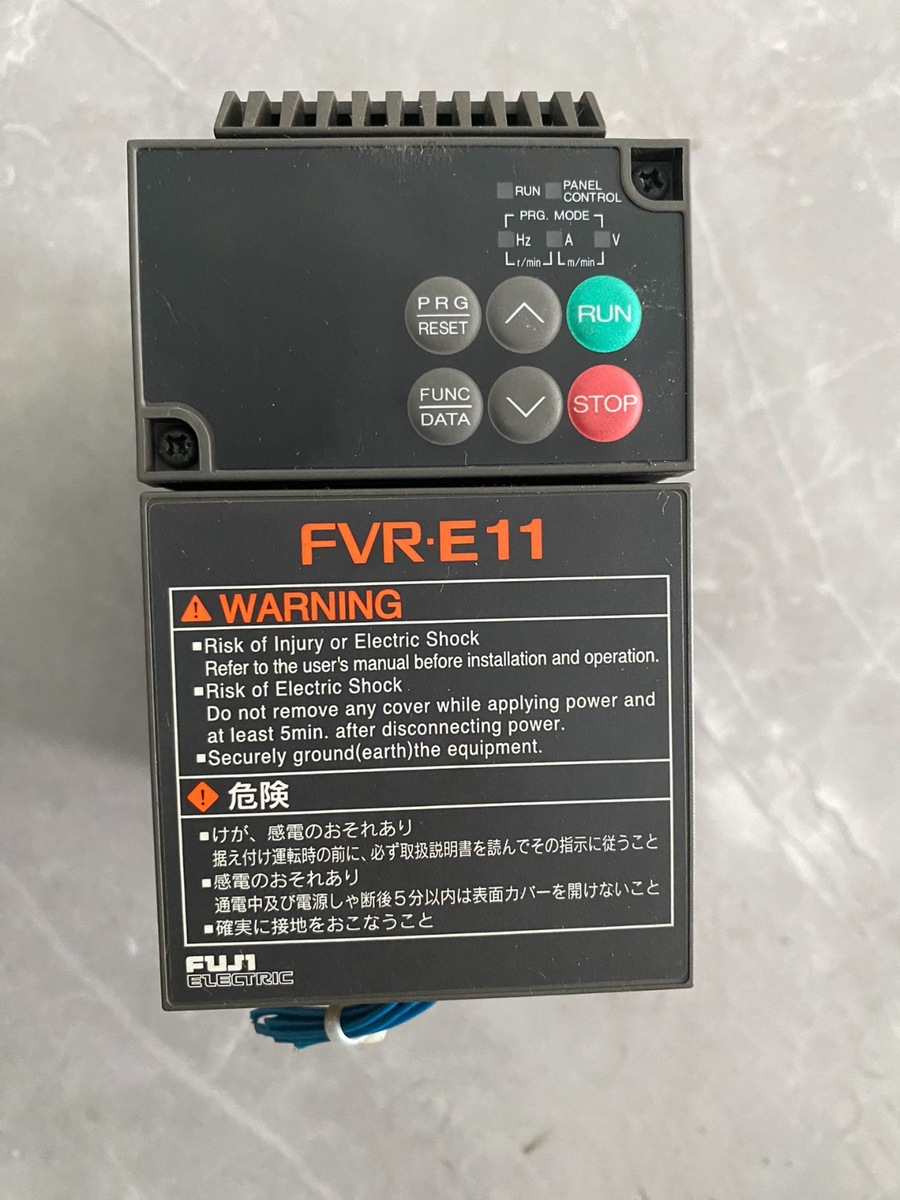 RUN PANEL CONTROL
PRG. MODE
Hz A V
r/min m/min
PRG RESET
RUN
FUNC DATA
STOP
FVR·E11
WARNING
■Risk of Injury or Electric Shock
Refer to the user's manual before installation and operation.
■Risk of Electric Shock
Do not remove any cover while applying power and
at least 5min. after disconnecting power.
■Securely ground(earth)the equipment.
危険
■けが、感電のおそれあり
据え付け運転時の前に、必ず取扱説明書を読んでその指示に従うこと
■感電のおそれあり
通電中及び電源しゃ断後5分以内は表面カバーを開けないこと
■確実に接地をおこなうこと
FUJI
ELECTRIC